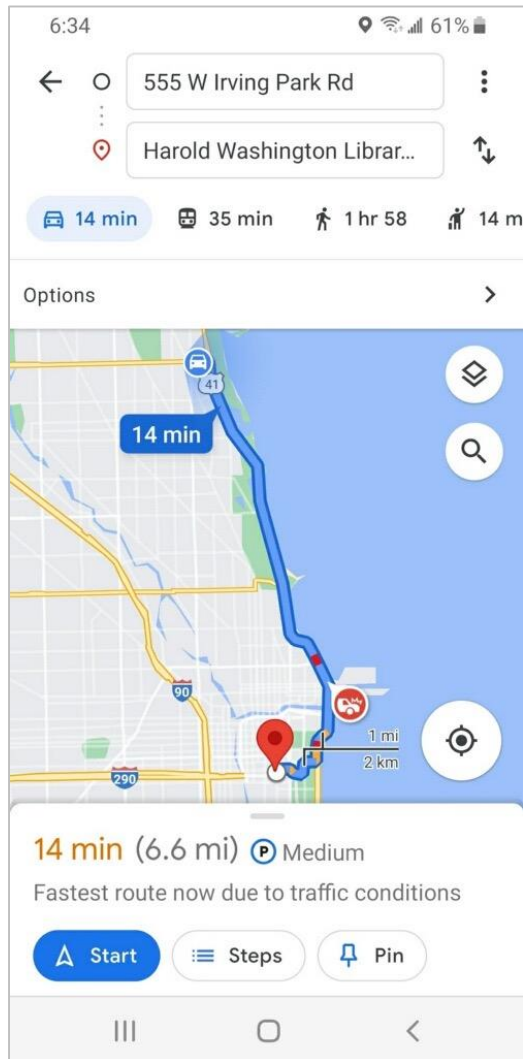 6:34 61%
555 W Irving Park Rd
Harold Washington Librar...
14 min 35 min 1 hr 58 14 m
Options
41
14 min
90
1 mi
2 km
290
14 min (6.6 mi) P Medium
Fastest route now due to traffic conditions
Start Steps Pin